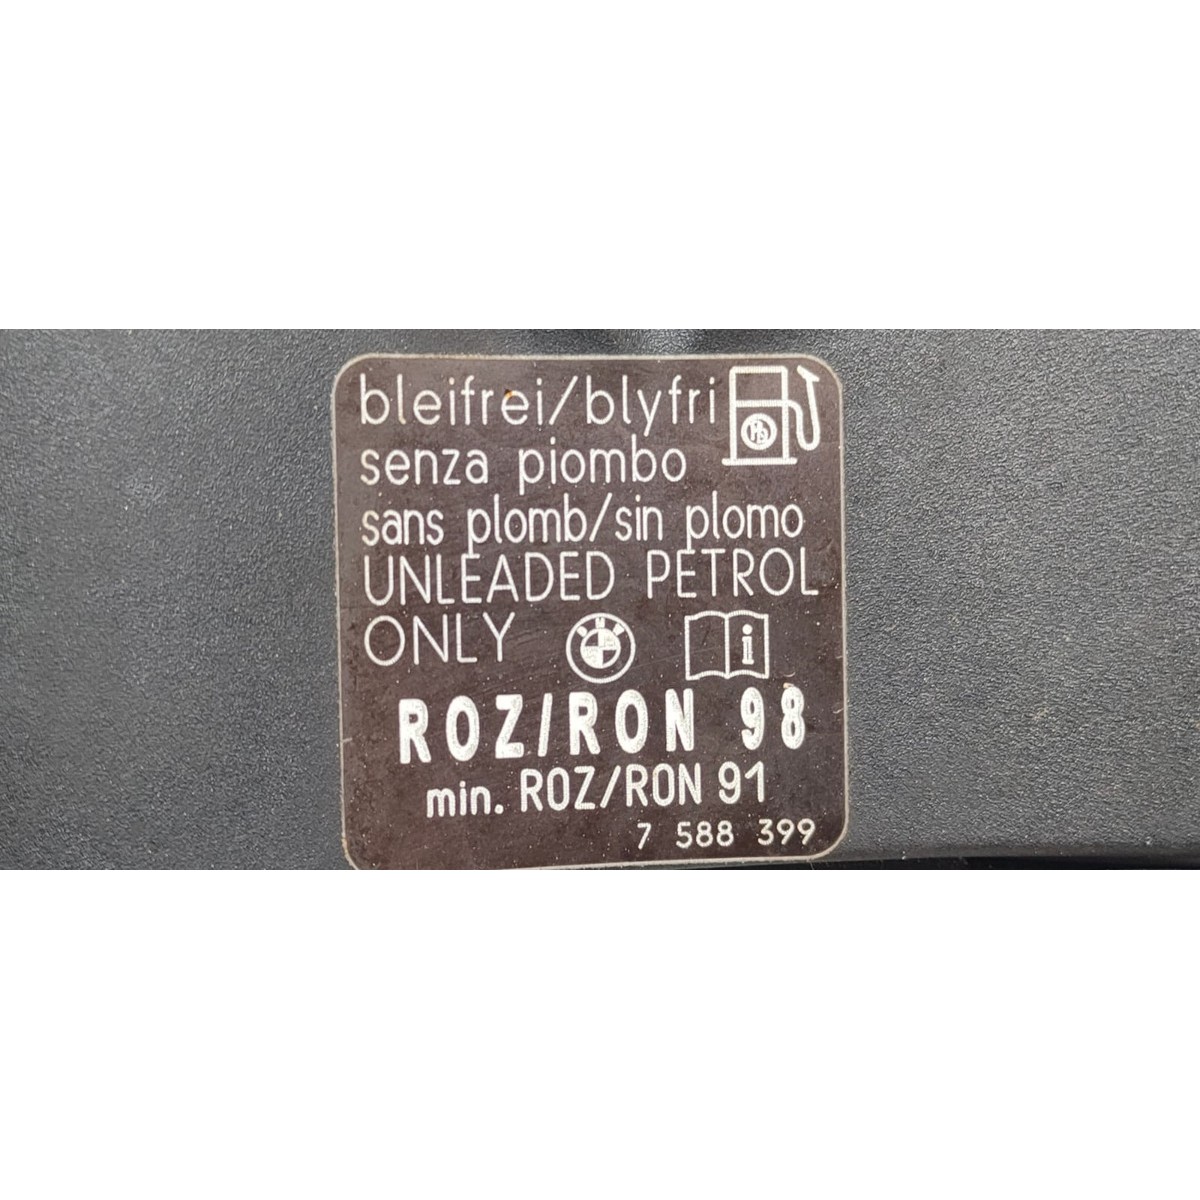 bleifrei/blyfri
senza piombo
sans plomb/sin plomo
UNLEADED PETROL
ONLY
ROZ/RON 98
min. ROZ/RON 91
7 588 399